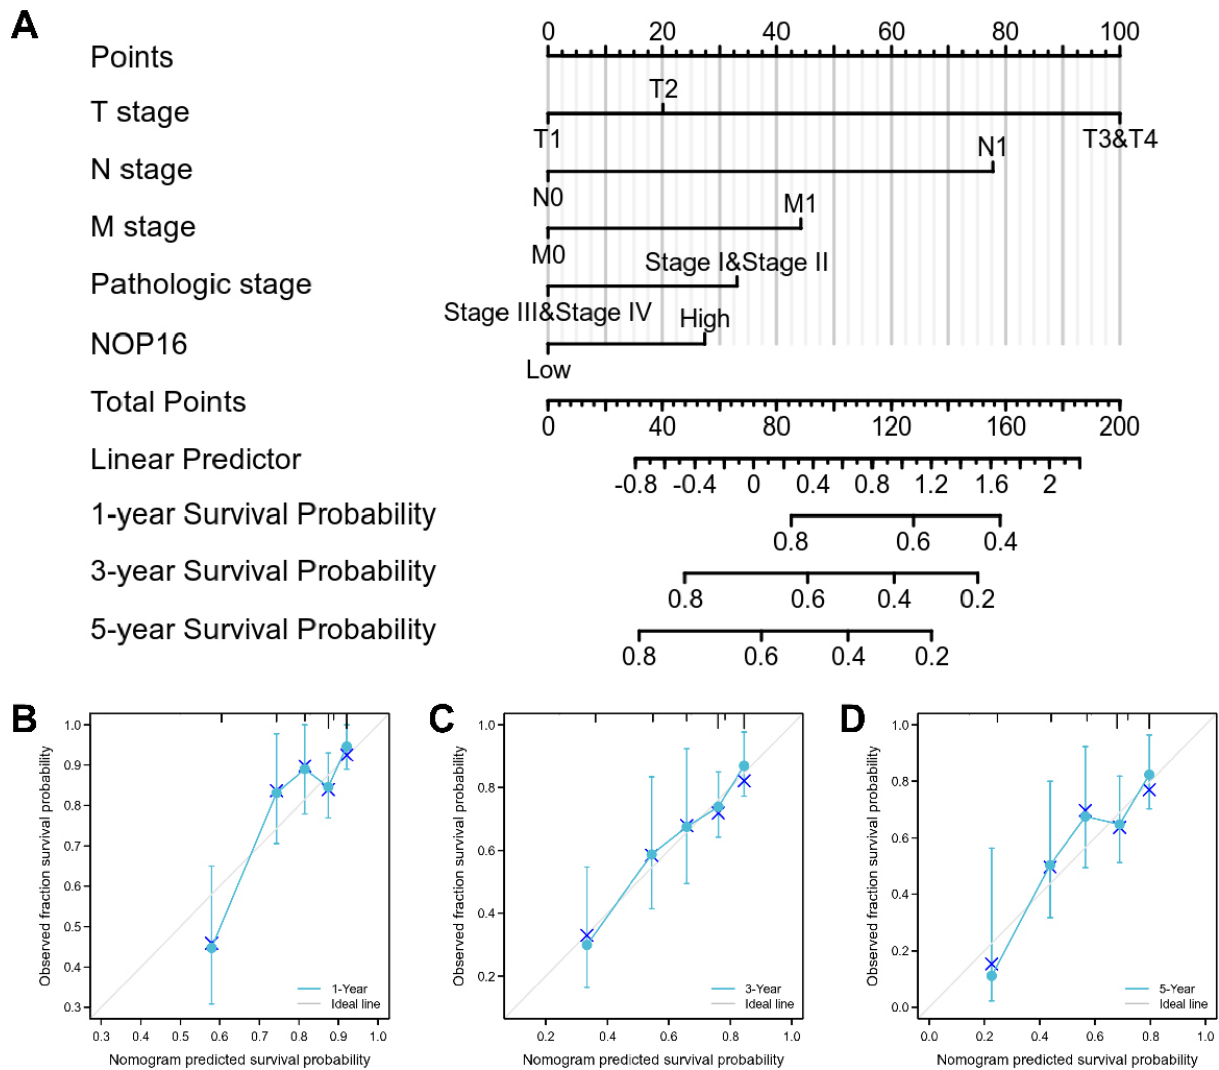 A
0 20 40 60 80 100
Points
T2
T stage
T1 T3&T4
N1
N stage
N0
M1
M stage
M0
Stage I&Stage II
Pathologic stage
Stage III&Stage IV
High
NOP16
Low
Total Points
0 40 80 120 160 200
Linear Predictor
-0.8 -0.4 0 0.4 0.8 1.2 1.6 2
1-year Survival Probability
0.8 0.6 0.4
3-year Survival Probability
0.8 0.6 0.4 0.2
5-year Survival Probability
0.8 0.6 0.4 0.2
B
Observed fraction survival probability
1.0
0.9
0.8
0.7
0.6
0.5
0.4
0.3
1-Year
Ideal line
0.3 0.4 0.5 0.6 0.7 0.8 0.9 1.0
Nomogram predicted survival probability
C
Observed fraction survival probability
1.0
0.8
0.6
0.4
0.2
3-Year
Ideal line
0.2 0.4 0.6 0.8 1.0
Nomogram predicted survival probability
D
Observed fraction survival probability
1.0
0.8
0.6
0.4
0.2
0.0
5-Year
Ideal line
0.0 0.2 0.4 0.6 0.8 1.0
Nomogram predicted survival probability